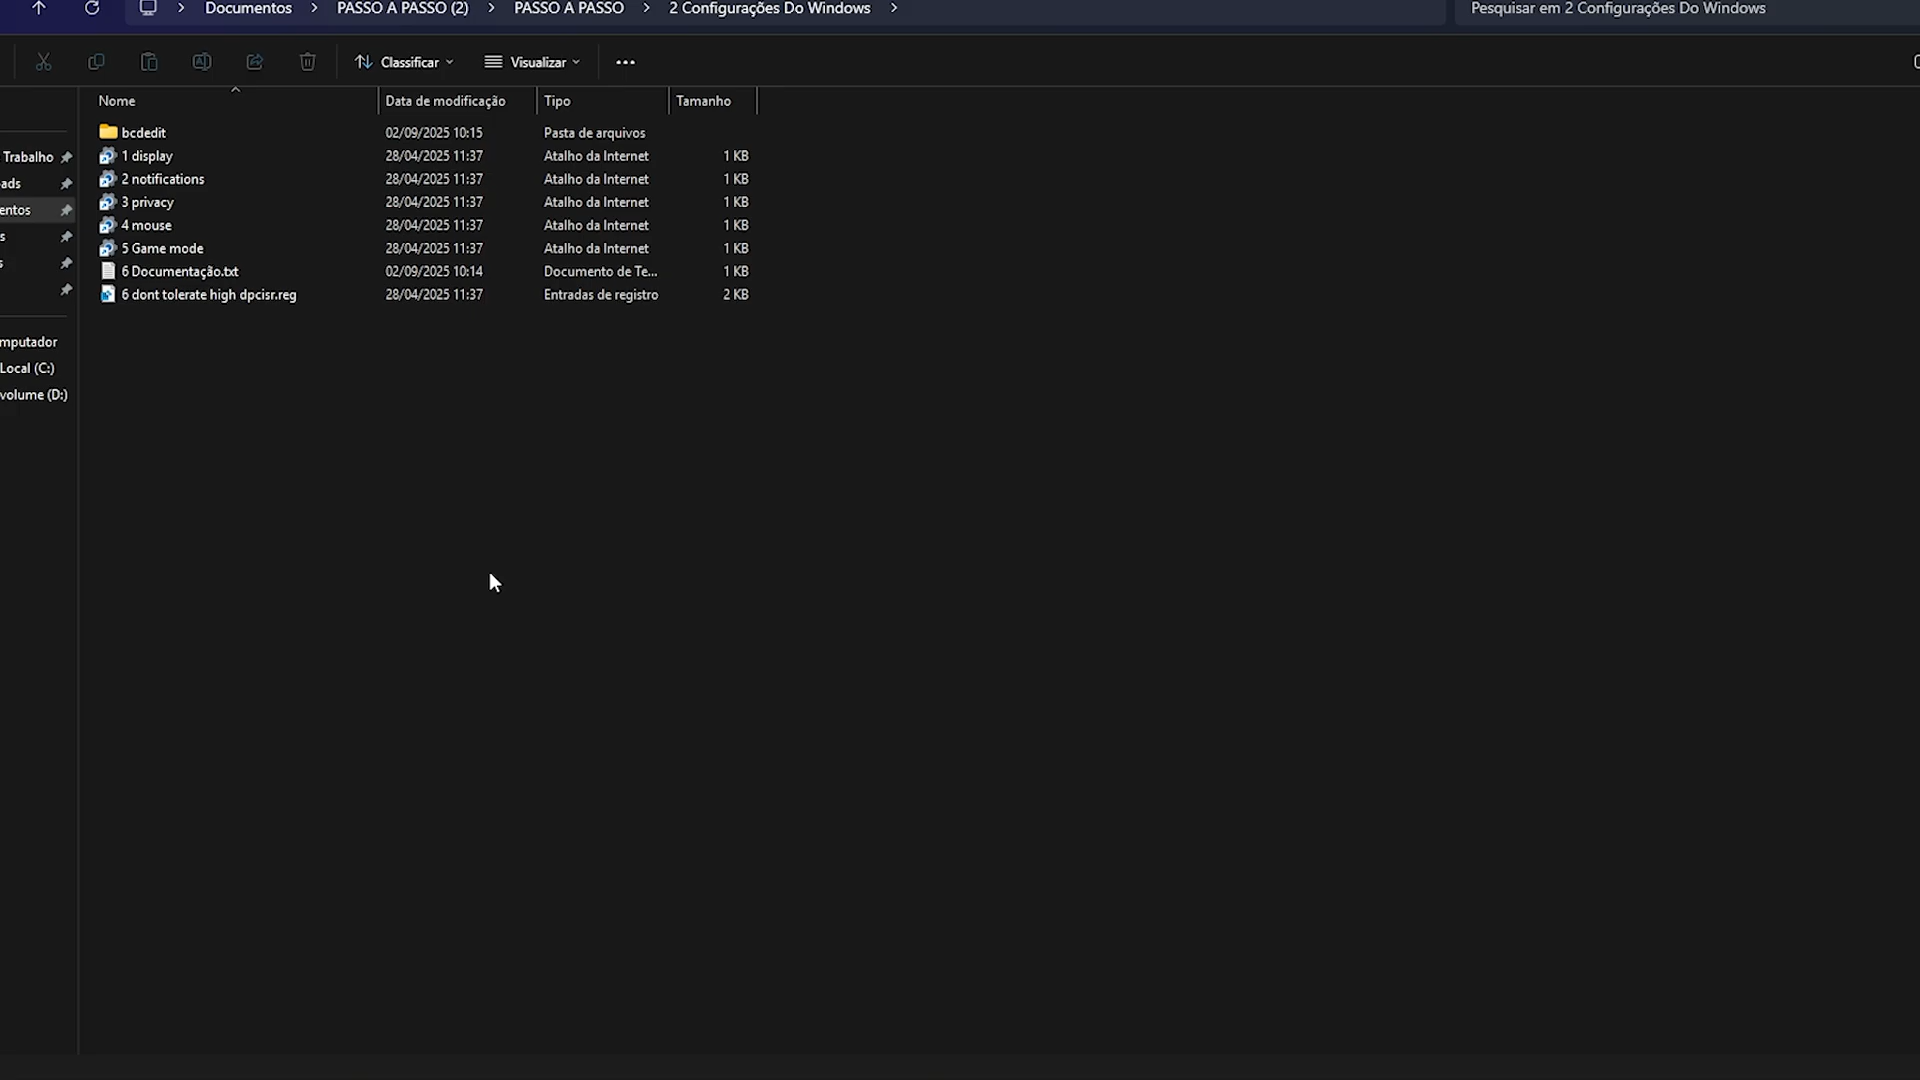 Documentos > PASSO A PASSO (2) > PASSO A PASSO > 2 Configurações Do Windows >
Pesquisar em 2 Configurações Do Windows
Classificar
Visualizar
Nome Data de modificação Tipo Tamanho
bcdedit 02/09/2025 10:15 Pasta de arquivos
1 display 28/04/2025 11:37 Atalho da Internet 1 KB
2 notifications 28/04/2025 11:37 Atalho da Internet 1 KB
3 privacy 28/04/2025 11:37 Atalho da Internet 1 KB
4 mouse 28/04/2025 11:37 Atalho da Internet 1 KB
5 Game mode 28/04/2025 11:37 Atalho da Internet 1 KB
6 Documentação.txt 02/09/2025 10:14 Documento de Te... 1 KB
6 dont tolerate high dpcisr.reg 28/04/2025 11:37 Entradas de registro 2 KB
Trabalho
ads
entos
s
s
mputador
Local (C:)
volume (D:)